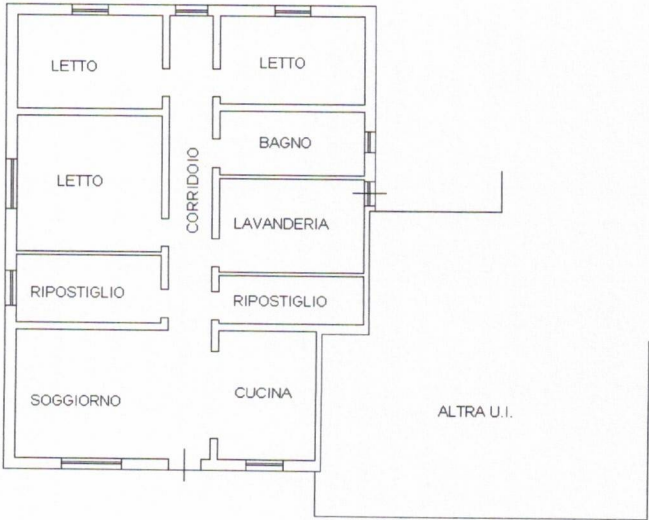 LETTO
LETTO
BAGNO
LETTO
CORRIDOIO
LAVANDERIA
RIPOSTIGLIO
RIPOSTIGLIO
SOGGIORNO
CUCINA
ALTRA U.I.